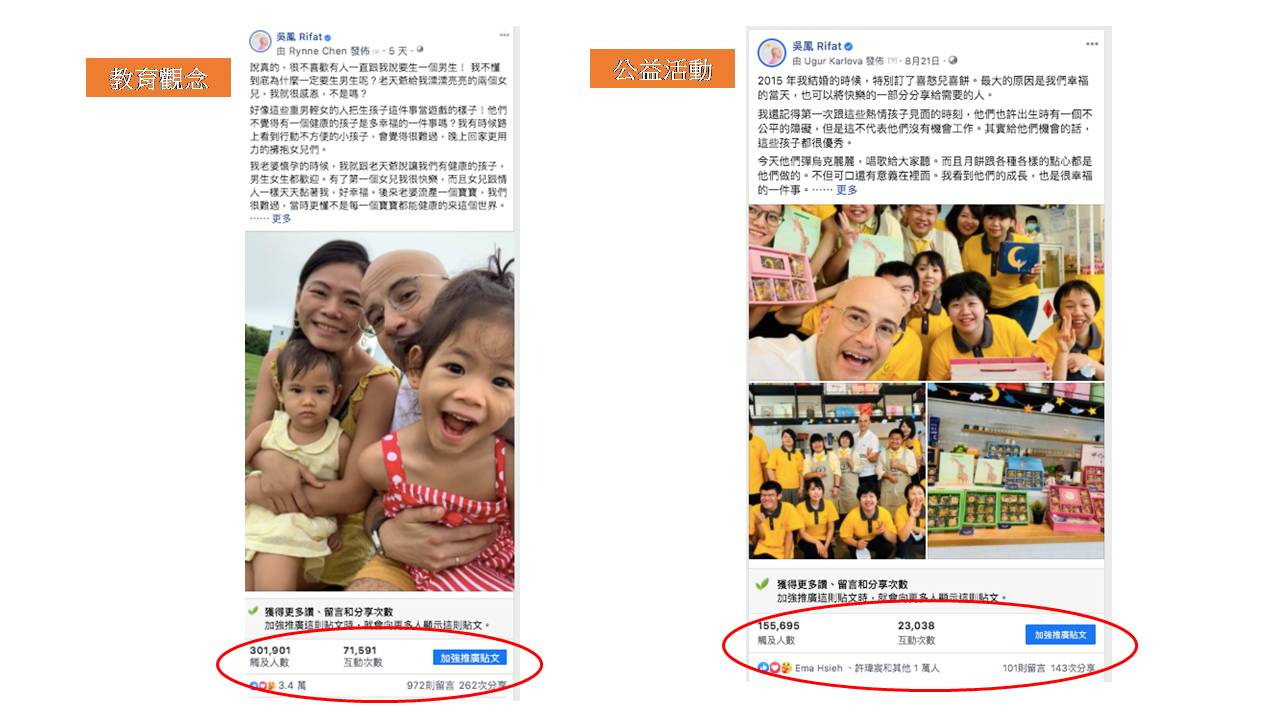 教育觀念
吳鳳 Rifat
由 Rynne Chen 發佈 · 5 天 ·
說真的，很不喜歡有人一直跟我說要生一個男生！ 我不懂
到底為什麼一定要生男生呢？老天爺給我漂漂亮亮的兩個女
兒，我就很感恩，不是嗎？
好像這些重男輕女的人把生孩子這件事當遊戲的樣子！他們
不覺得有一個健康的孩子是多幸福的一件事嗎？我有時候路
上看到行動不方便的小孩子，會覺得很難過，晚上回家更用
力的擁抱女兒們。
我老婆懷孕的時候，我就跟老天爺說讓我們有健康的孩子，
男生女生都歡迎。有了第一個女兒我很快樂，而且女兒跟情
人一樣天天黏著我，好幸福。後來老婆流產一個寶寶，我們
很難過，當時更懂不是每一個寶寶都能健康的來這個世界。
⋯⋯ 更多
獲得更多讚、留言和分享次數
加強推廣這則貼文時，就會向更多人顯示這則貼文。
301,901
觸及人數
71,591
互動次數
加強推廣貼文
3.4 萬
972則留言 262次分享
公益活動
吳鳳 Rifat
由 Ugur Karlova 發佈 · 8月21日 ·
2015 年我結婚的時候，特別訂了喜憨兒喜餅。最大的原因是我們幸福
的當天，也可以將快樂的一部分分享給需要的人。
我還記得第一次跟這些熱情孩子見面的時刻，他們也許出生時有一個不
公平的障礙，但是這不代表他們沒有機會工作。其實給他們機會的話，
這些孩子都很優秀。
今天他們彈烏克麗麗，唱歌給大家聽。而且月餅跟各種各樣的點心都是
他們做的。不但可口還有意義在裡面。我看到他們的成長，也是很幸福
的一件事。⋯⋯ 更多
獲得更多讚、留言和分享次數
加強推廣這則貼文時，就會向更多人顯示這則貼文。
155,695
觸及人數
23,038
互動次數
加強推廣貼文
Ema Hsieh 、許瑋宸和其他 1 萬人
101則留言 143次分享